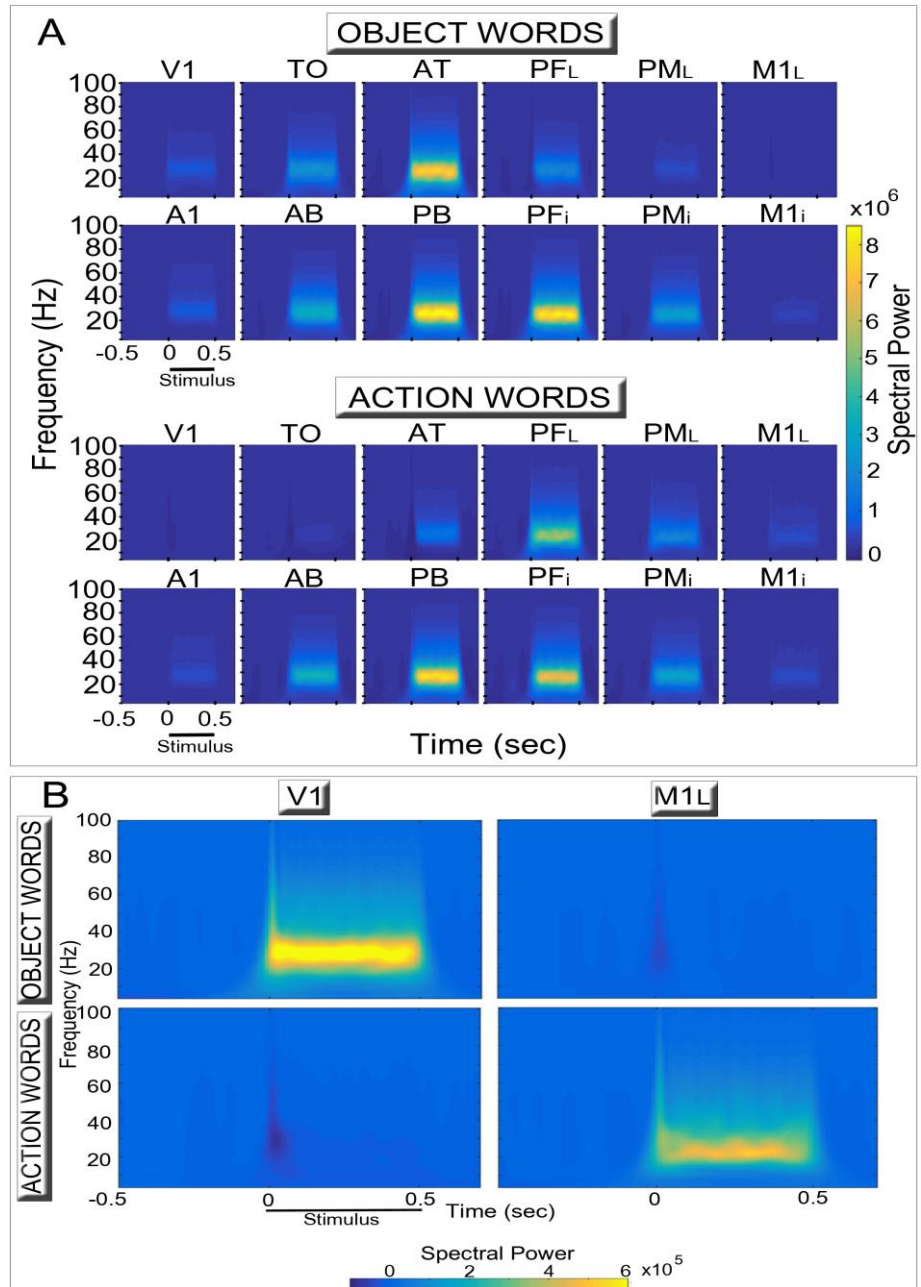 A
OBJECT WORDS
V1 TO AT PFL PML M1L
100
80
60
40
20
A1 AB PB PFi PMi M1i
100
80
60
40
20
-0.5 0 0.5
Stimulus
x10^6
8
7
6
5
4
3
2
1
0
Spectral Power
Frequency (Hz)
ACTION WORDS
V1 TO AT PFL PML M1L
100
80
60
40
20
A1 AB PB PFi PMi M1i
100
80
60
40
20
-0.5 0 0.5
Stimulus
Time (sec)
B
V1 M1L
OBJECT WORDS
100
80
60
40
20
Frequency (Hz)
ACTION WORDS
100
80
60
40
20
-0.5 0 0.5 0 0.5
Stimulus
Time (sec)
Spectral Power
0 2 4 6 x10^5